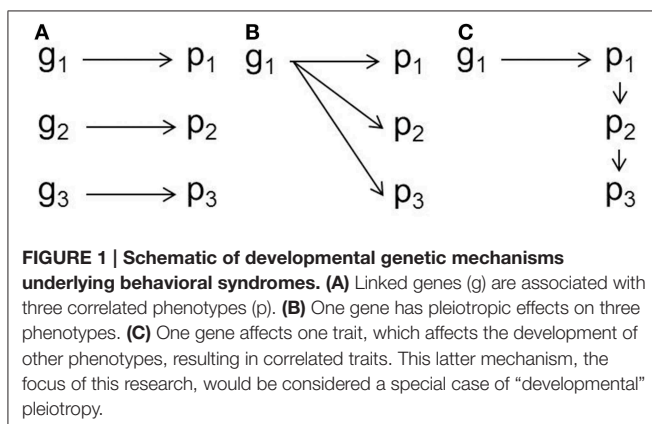 A B C
g1 p1 g1 p1 g1 p1
g2 p2 p2 p2
g3 p3 p3 p3
FIGURE 1 | Schematic of developmental genetic mechanisms
underlying behavioral syndromes. (A) Linked genes (g) are associated with
three correlated phenotypes (p). (B) One gene has pleiotropic effects on three
phenotypes. (C) One gene affects one trait, which affects the development of
other phenotypes, resulting in correlated traits. This latter mechanism, the
focus of this research, would be considered a special case of “developmental”
pleiotropy.